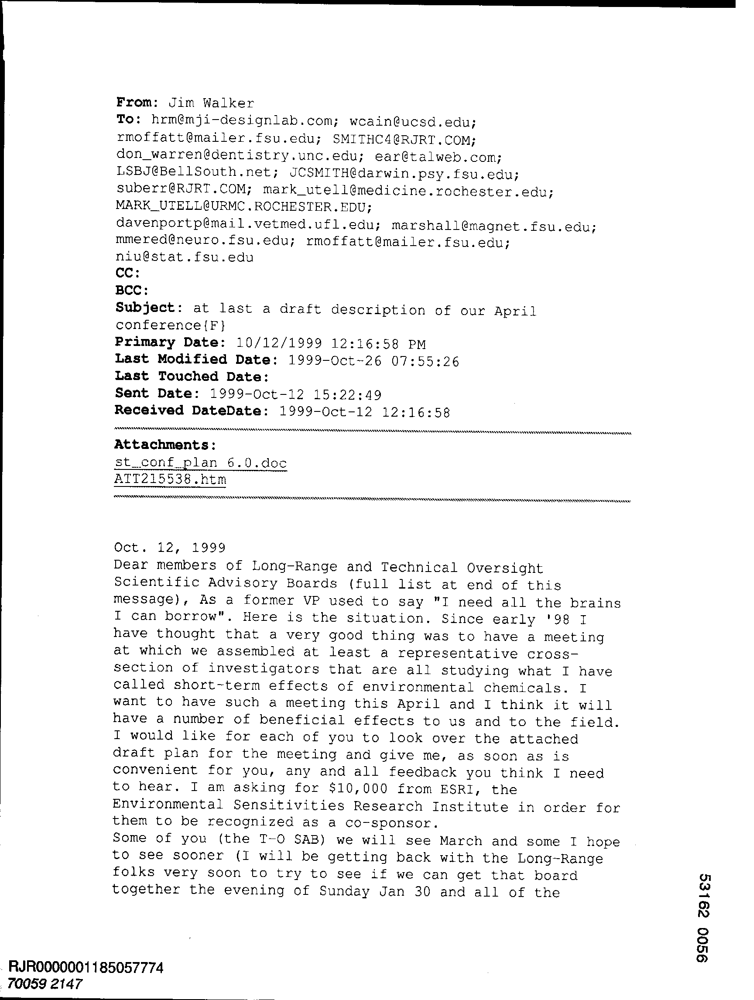 From: Jim Walker
To: hrm@mji-designlab.com; wcain@ucsd.edu;
rmoffatt@mailer.fsu.edu; SMITHC4@RJRT.COM;
don_warren@dentistry.unc.edu; ear@talweb.com;
LSBJ@BellSouth.net; JCSMITH@darwin.psy.fsu.edu;
suberr@RJRT.COM; mark_utell@medicine.rochester.edu;
MARK_UTELL@URMC.ROCHESTER.EDU;
davenportp@mail.vetmed.ufl.edu; marshall@magnet.fsu.edu;
mmered@neuro.fsu.edu; rmoffatt@mailer.fsu.edu;
niu@stat.fsu.edu
CC:
BCC:
Subject: at last a draft description of our April
conference{F}
Primary Date: 10/12/1999 12:16:58 PM
Last Modified Date: 1999-Oct-26 07:55:26
Last Touched Date:
Sent Date: 1999-Oct-12 15:22:49
Received DateDate: 1999-Oct-12 12:16:58
Attachments:
st_conf_plan 6.0.doc
ATT215538.htm
Oct. 12, 1999
Dear members of Long-Range and Technical Oversight
Scientific Advisory Boards (full list at end of this
message), As a former VP used to say "I need all the brains
I can borrow". Here is the situation. Since early '98 I
have thought that a very good thing was to have a meeting
at which we assembled at least a representative cross-
section of investigators that are all studying what I have
called short-term effects of environmental chemicals. I
want to have such a meeting this April and I think it will
have a number of beneficial effects to us and to the field.
I would like for each of you to look over the attached
draft plan for the meeting and give me, as soon as is
convenient for you, any and all feedback you think I need
to hear. I am asking for $10,000 from ESRI, the
Environmental Sensitivities Research Institute in order for
them to be recognized as a co-sponsor.
Some of you (the T-O SAB) we will see March and some I hope
to see sooner (I will be getting back with the Long-Range
folks very soon to try to see if we can get that board
together the evening of Sunday Jan 30 and all of the
53162 0056
RJR0000001185057774
70059 2147